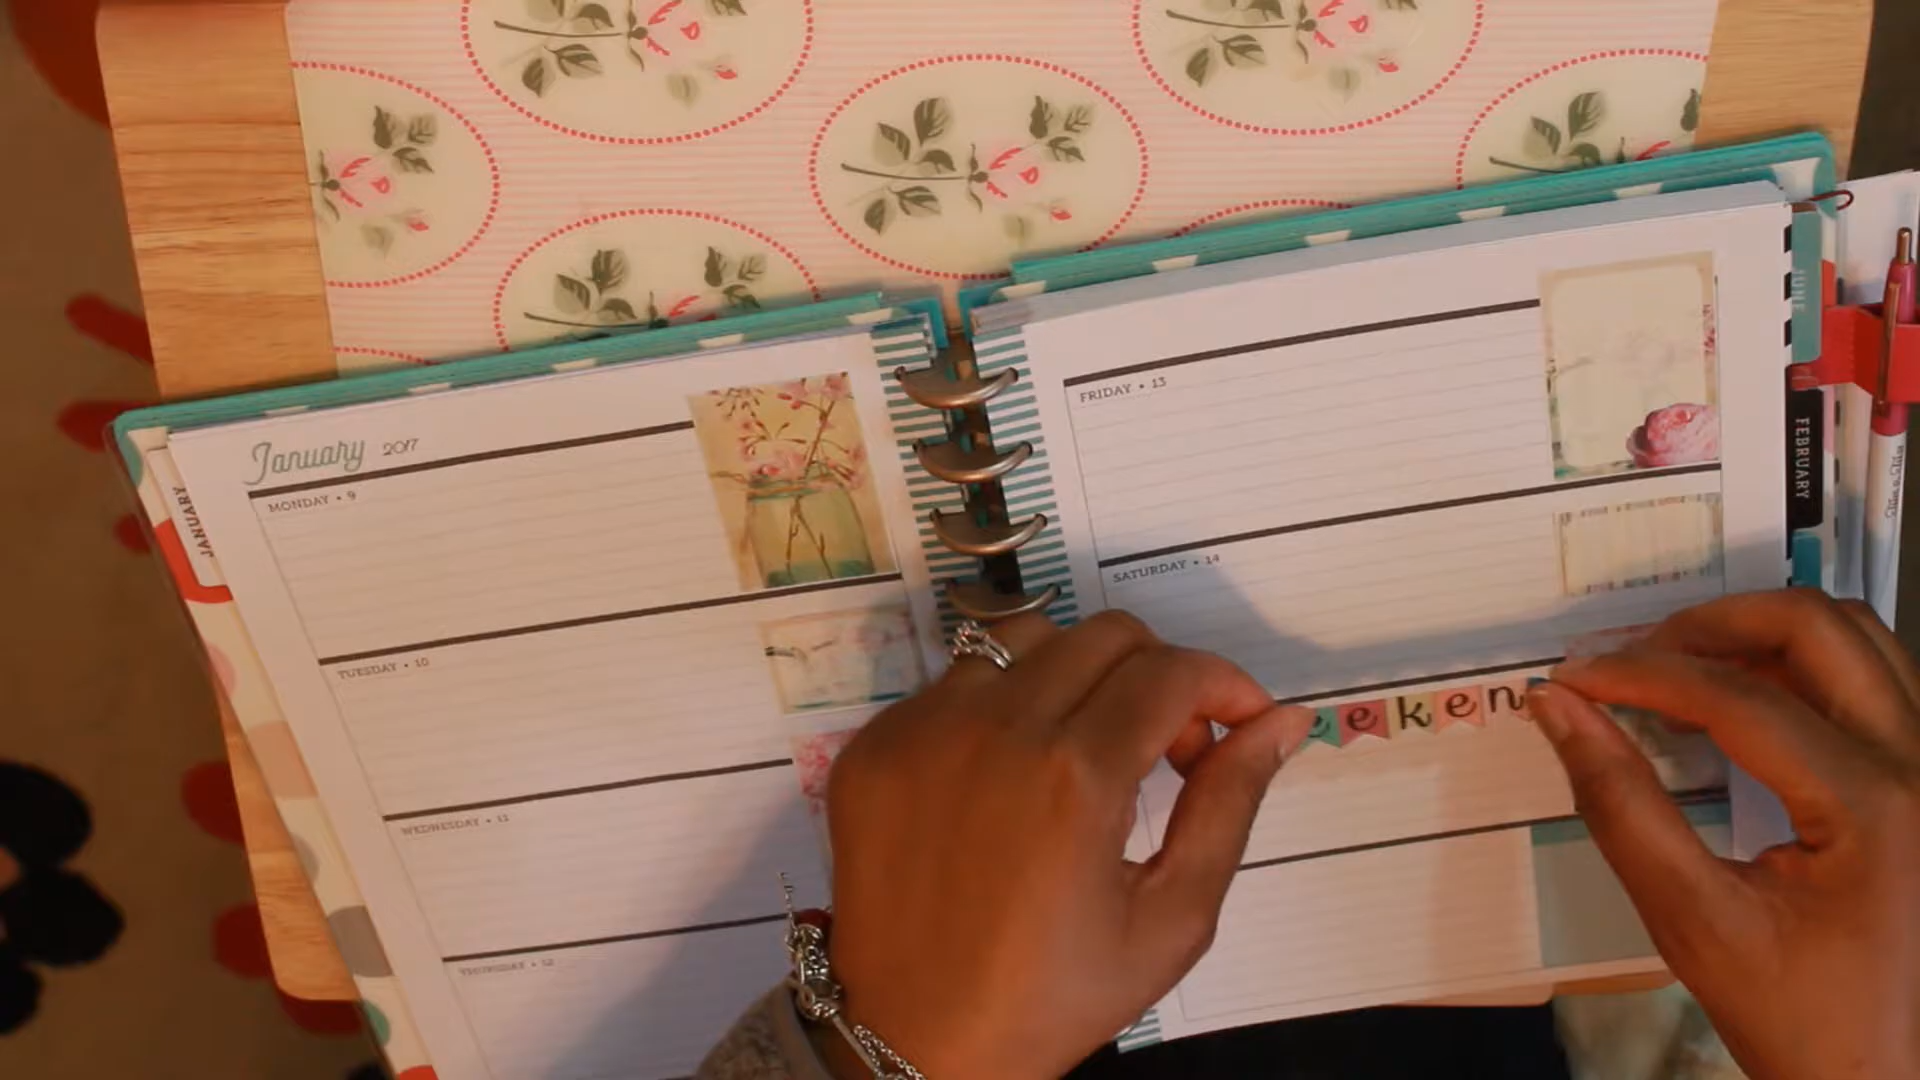 January 2017
MONDAY • 9
TUESDAY • 10
WEDNESDAY • 11
THURSDAY • 12
JANUARY
FRIDAY • 13
SATURDAY • 14
eeken
JUNE
FEBRUARY